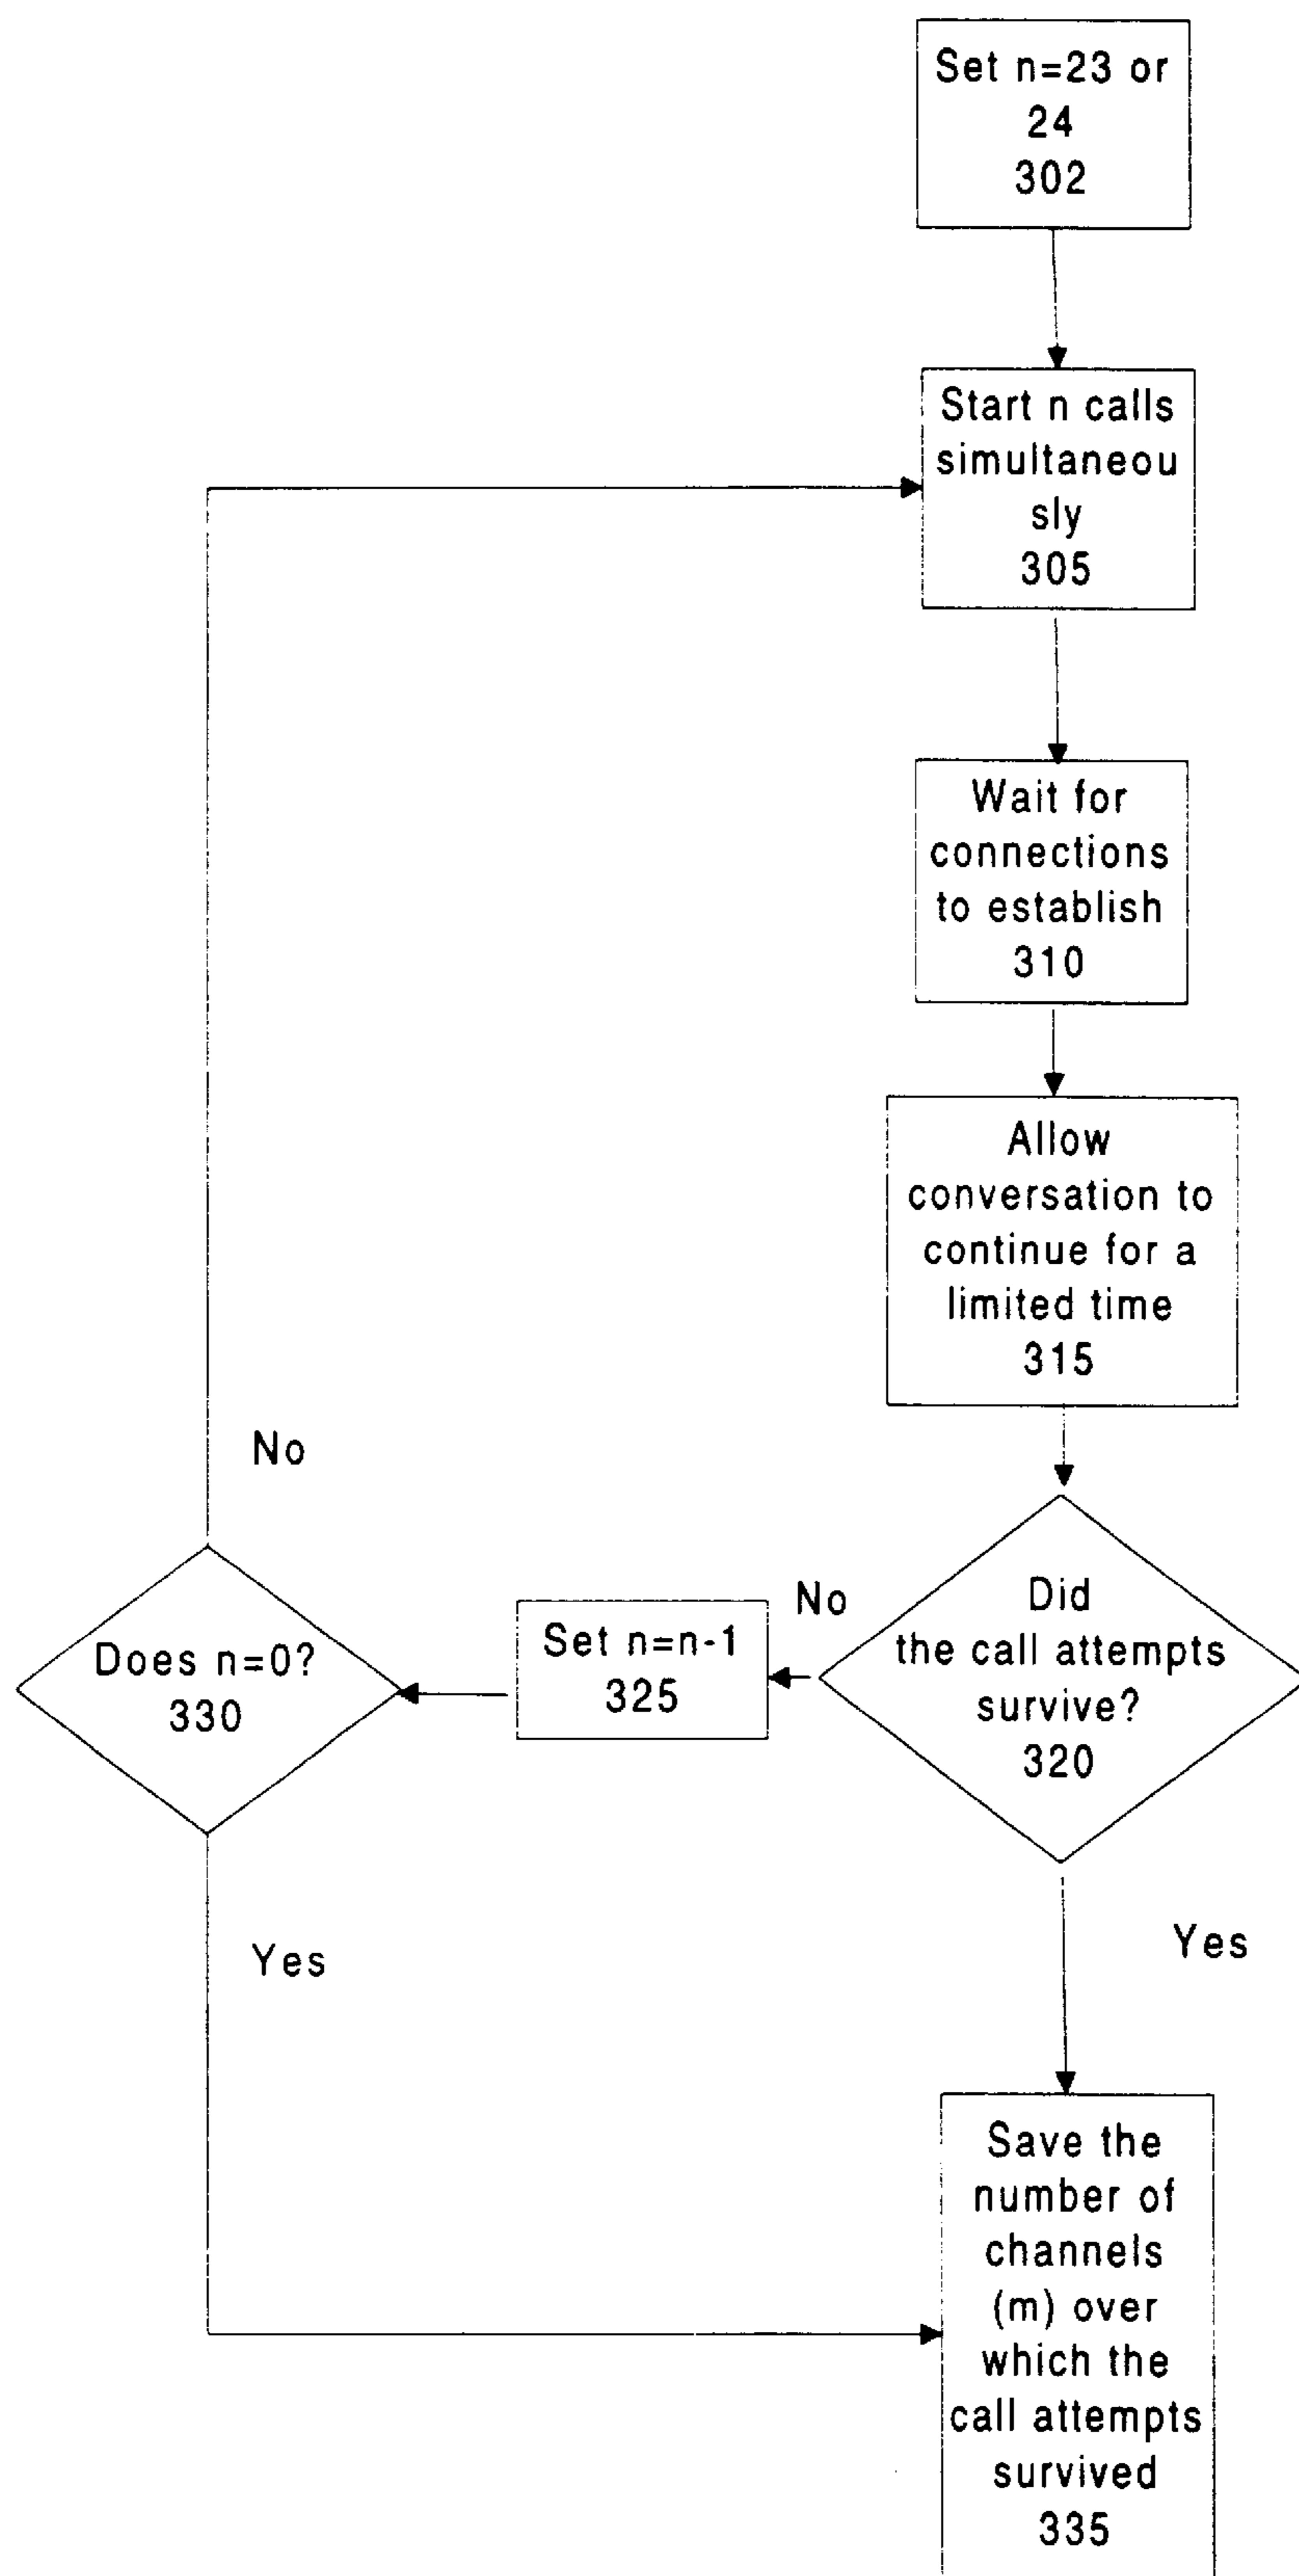 Set n=23 or
24
302
Start n calls
simultaneou
sly
305
Wait for
connections
to establish
310
Allow
conversation to
continue for a
limited time
315
No
Did
the call attempts
survive?
320
No
Set n=n-1
325
Does n=0?
330
Yes
Yes
Save the
number of
channels
(m) over
which the
call attempts
survived
335